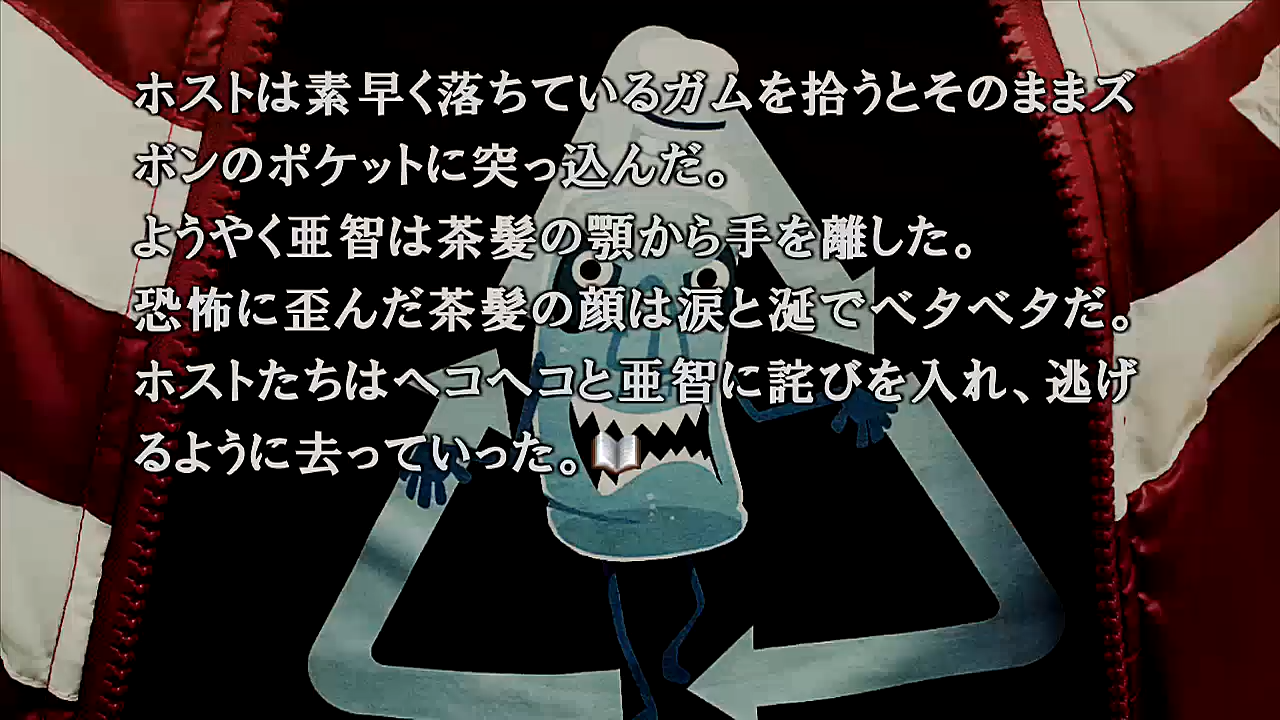 ホストは素早く落ちているガムを拾うとそのままズ
ボンのポケットに突っ込んだ。
ようやく亜智は茶髪の顎から手を離した。
恐怖に歪んだ茶髪の顔は涙と涎でベタベタだ。
ホストたちはヘコヘコと亜智に詫びを入れ、逃げ
るように去っていった。